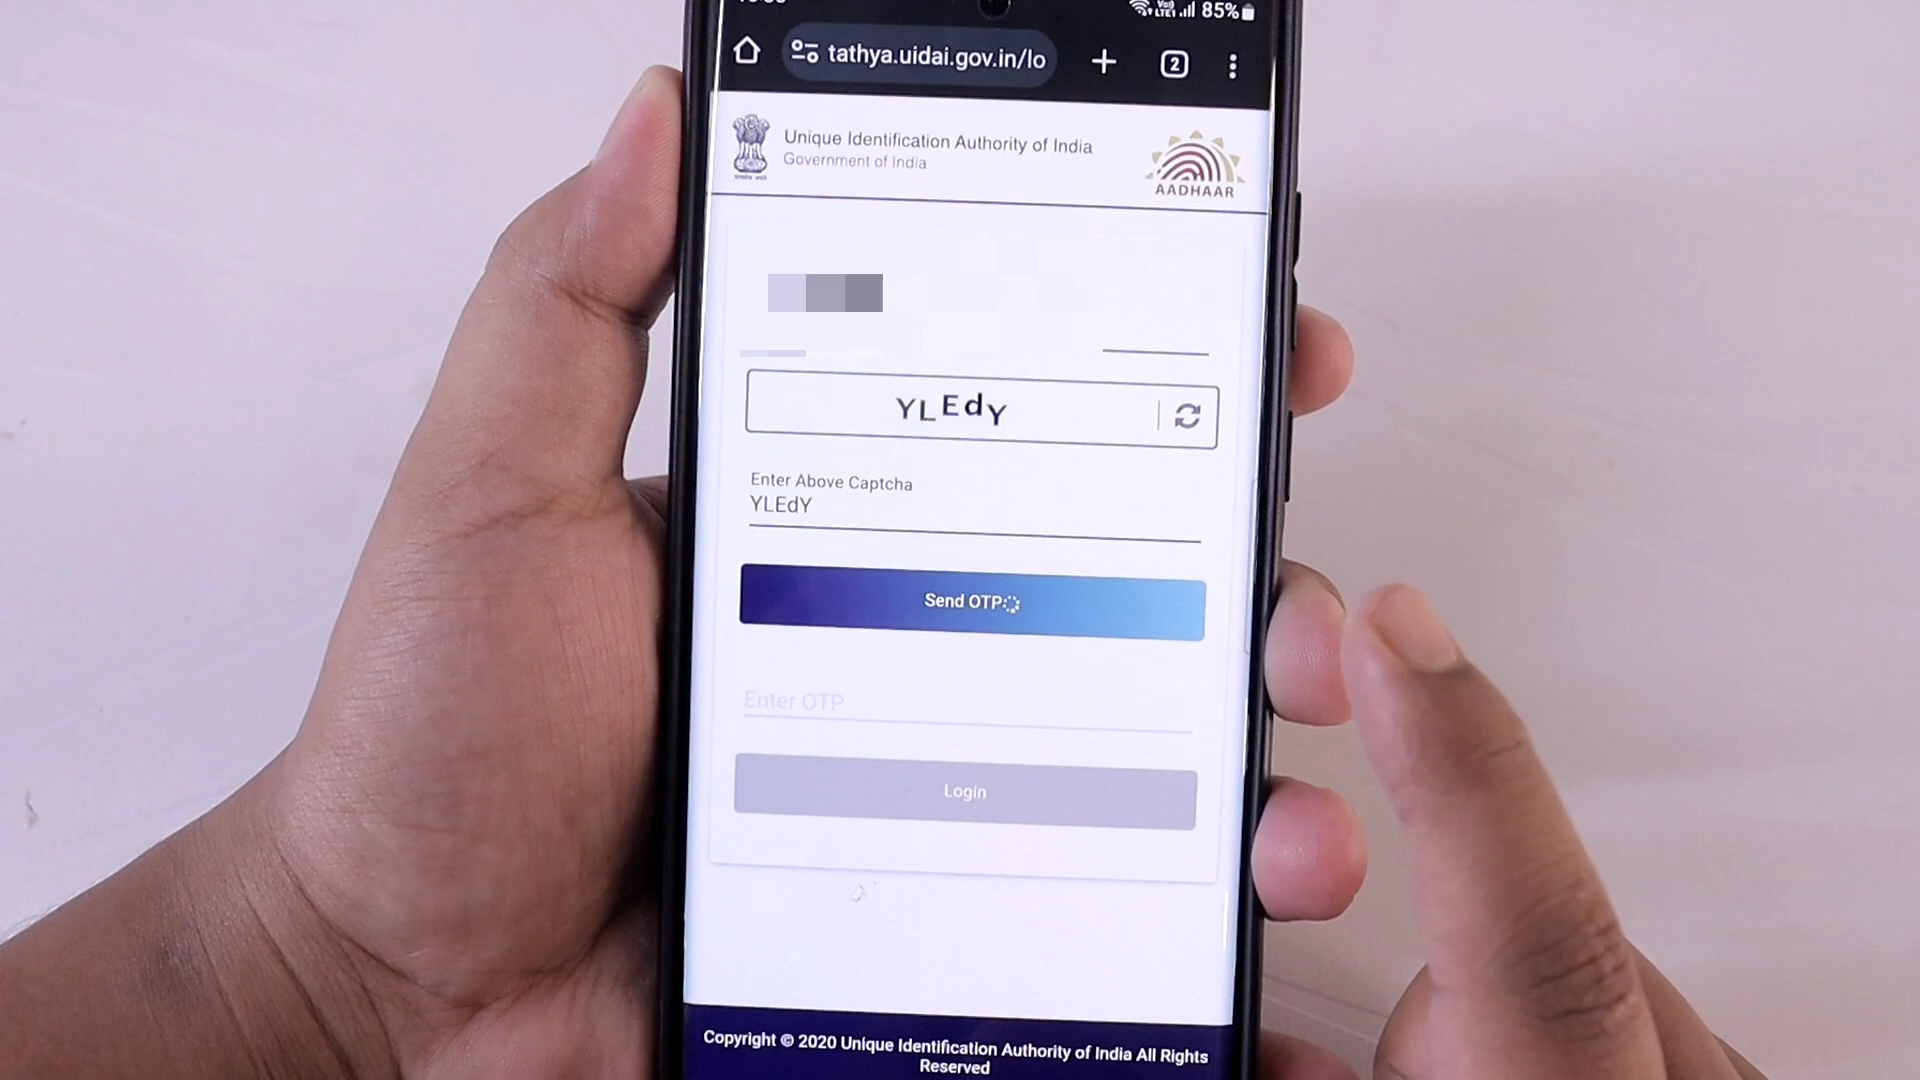 85%
tathya.uidai.gov.in/lo
2
Unique Identification Authority of India
Government of India
AADHAAR
YLEdY
Enter Above Captcha
YLEdY
Send OTP
Enter OTP
Login
Copyright © 2020 Unique Identification Authority of India All Rights
Reserved